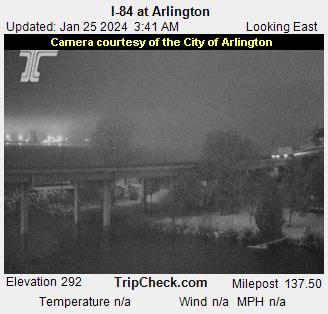 I-84 at Arlington
Updated: Jan 25 2024 3:41 AM Looking East
Camera courtesy of the City of Arlington
Elevation 292 TripCheck.com Milepost 137.50
Temperature n/a Wind n/a MPH n/a